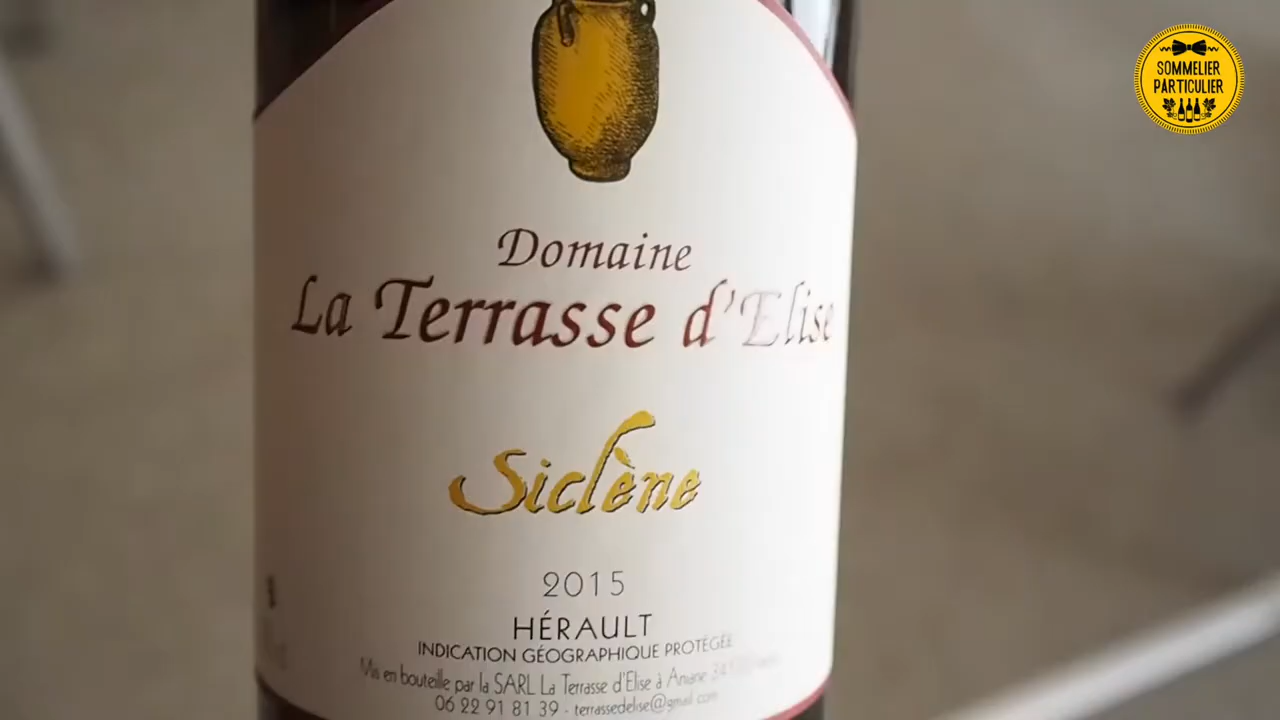 SOMMELIER
PARTICULIER
Domaine
La Terrasse d'Elise
Siclène
2015
HÉRAULT
INDICATION GÉOGRAPHIQUE PROTÉGÉE
Mis en bouteille par la SARL La Terrasse d'Elise à Aniane
06 22 91 81 39 - terrassedelise@gmail.com